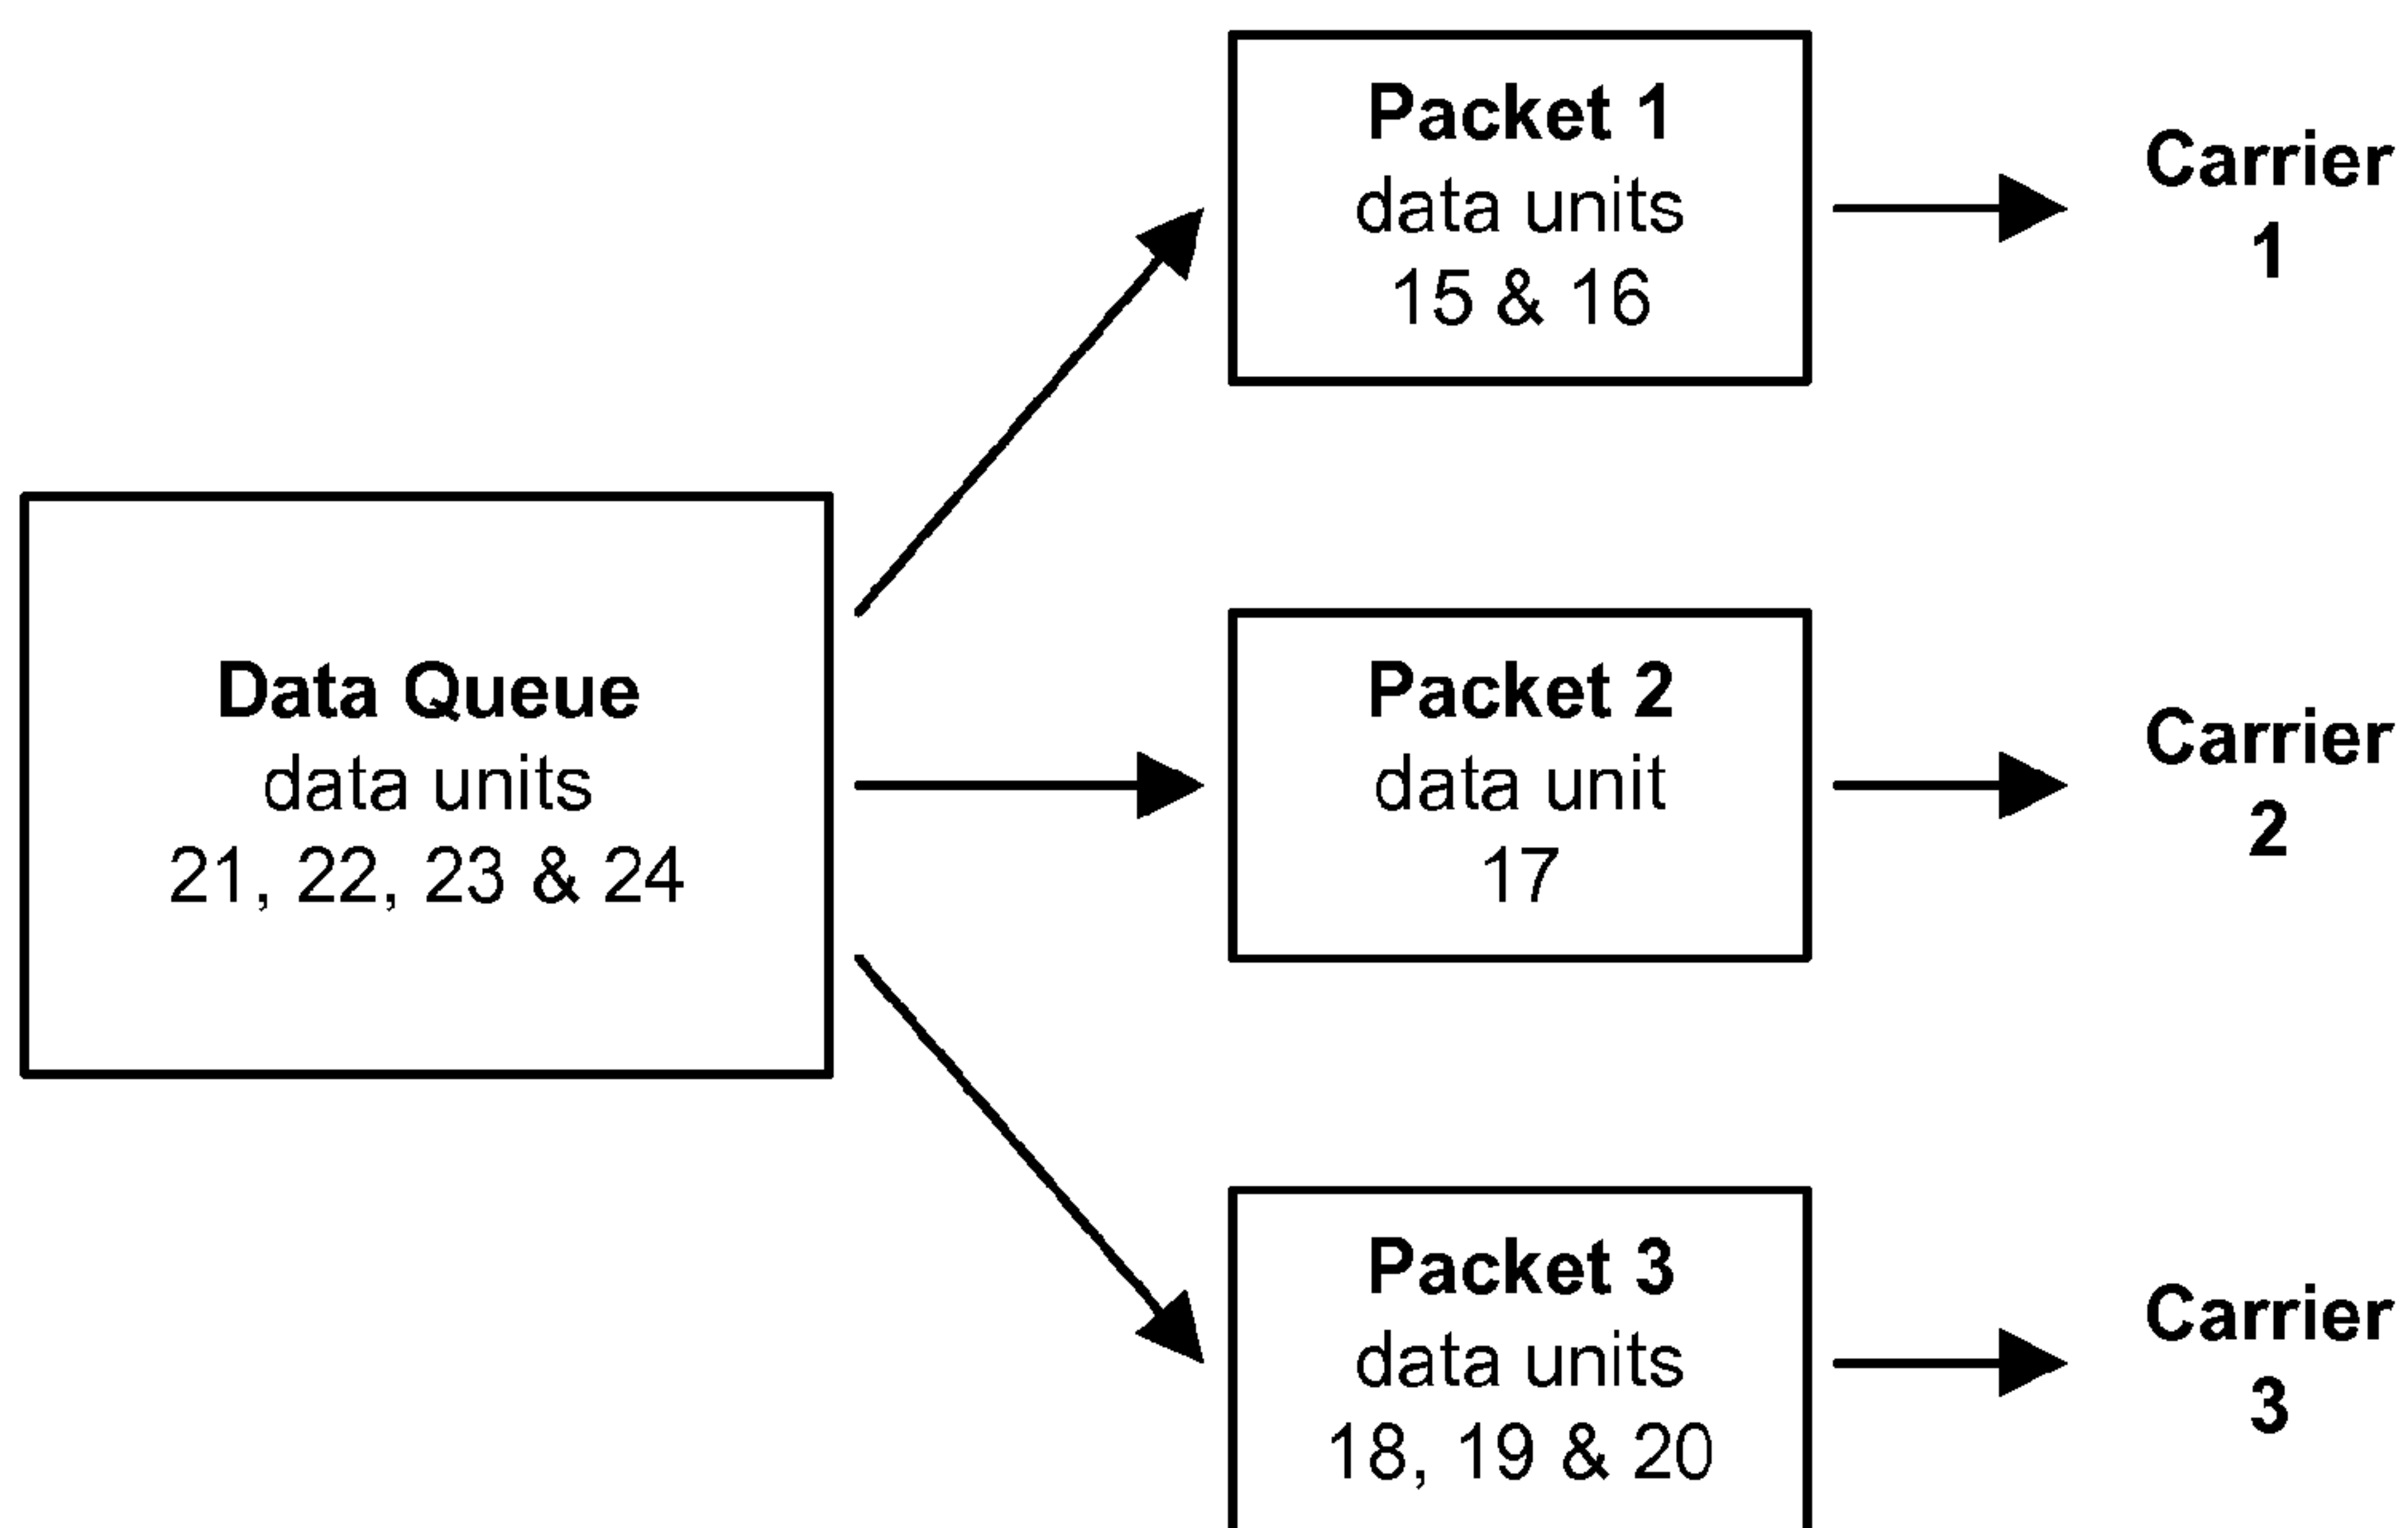 Packet 1
data units
15 & 16
Carrier
1
Data Queue
data units
21, 22, 23 & 24
Packet 2
data unit
17
Carrier
2
Packet 3
data units
18, 19 & 20
Carrier
3